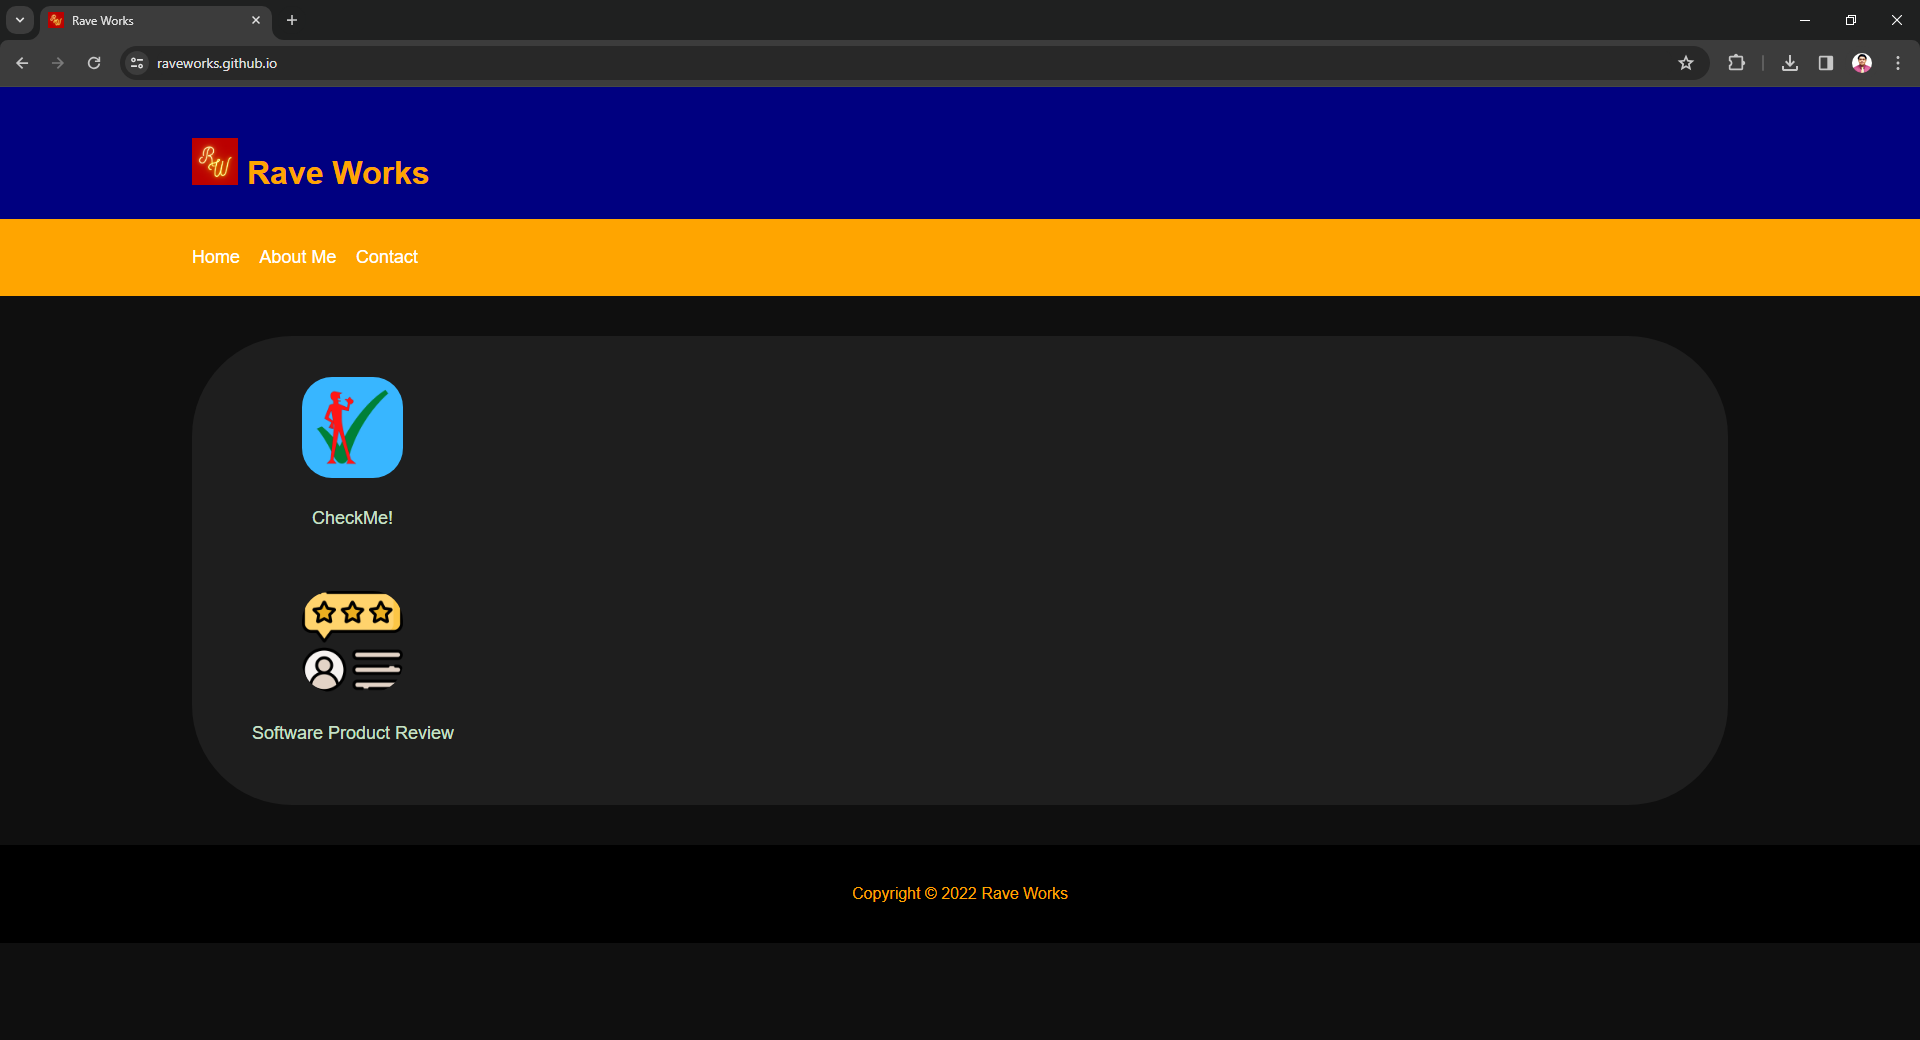 Rave Works
raveworks.github.io
RW Rave Works
Home About Me Contact
CheckMe!
Software Product Review
Copyright © 2022 Rave Works